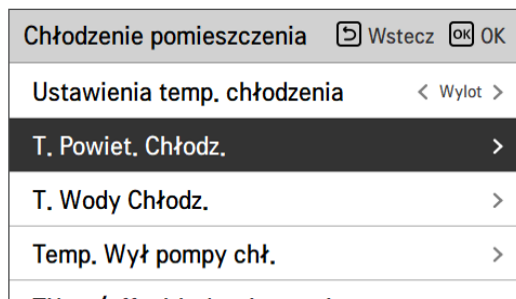 Chłodzenie pomieszczenia Wstecz OK OK
Ustawienia temp. chłodzenia < Wylot >
T. Powiet. Chłodz. >
T. Wody Chłodz. >
Temp. Wył pompy chł. >